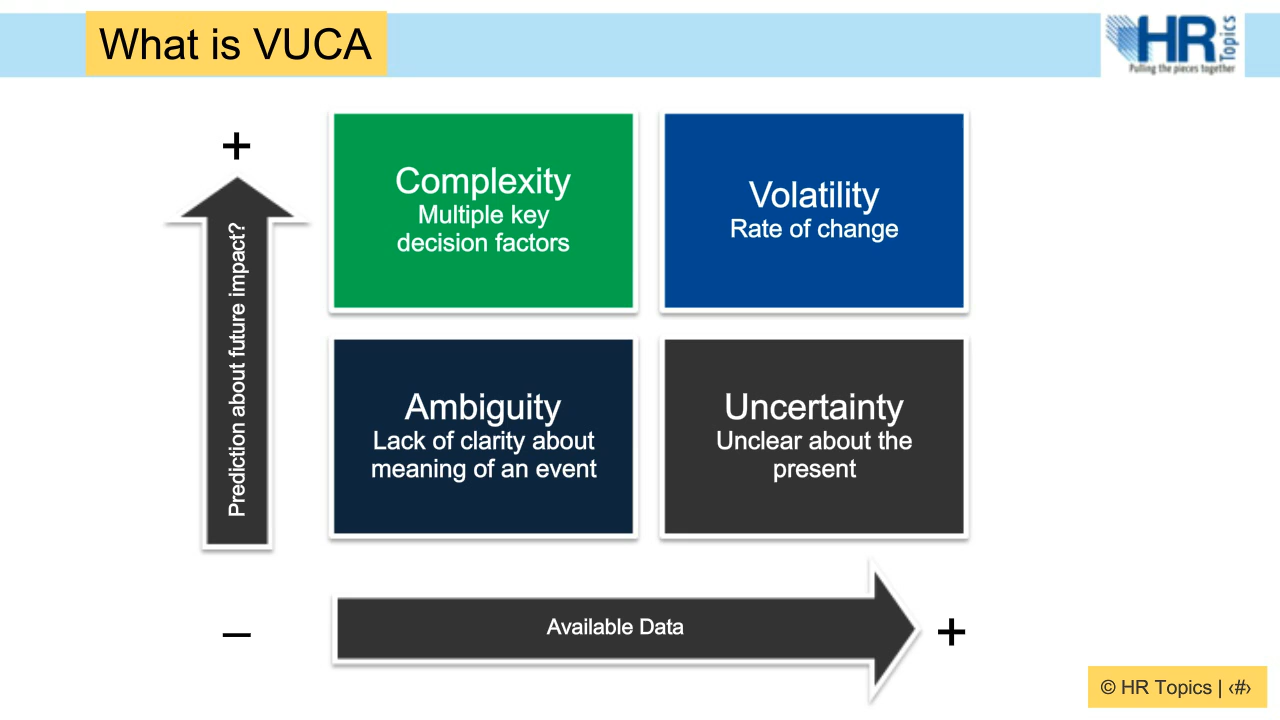 What is VUCA
HR
Topics
Pulling the pieces together
+
Complexity
Multiple key
decision factors
Volatility
Rate of change
Prediction about future impact?
Ambiguity
Lack of clarity about
meaning of an event
Uncertainty
Unclear about the
present
–
Available Data
+
© HR Topics | ‹#›